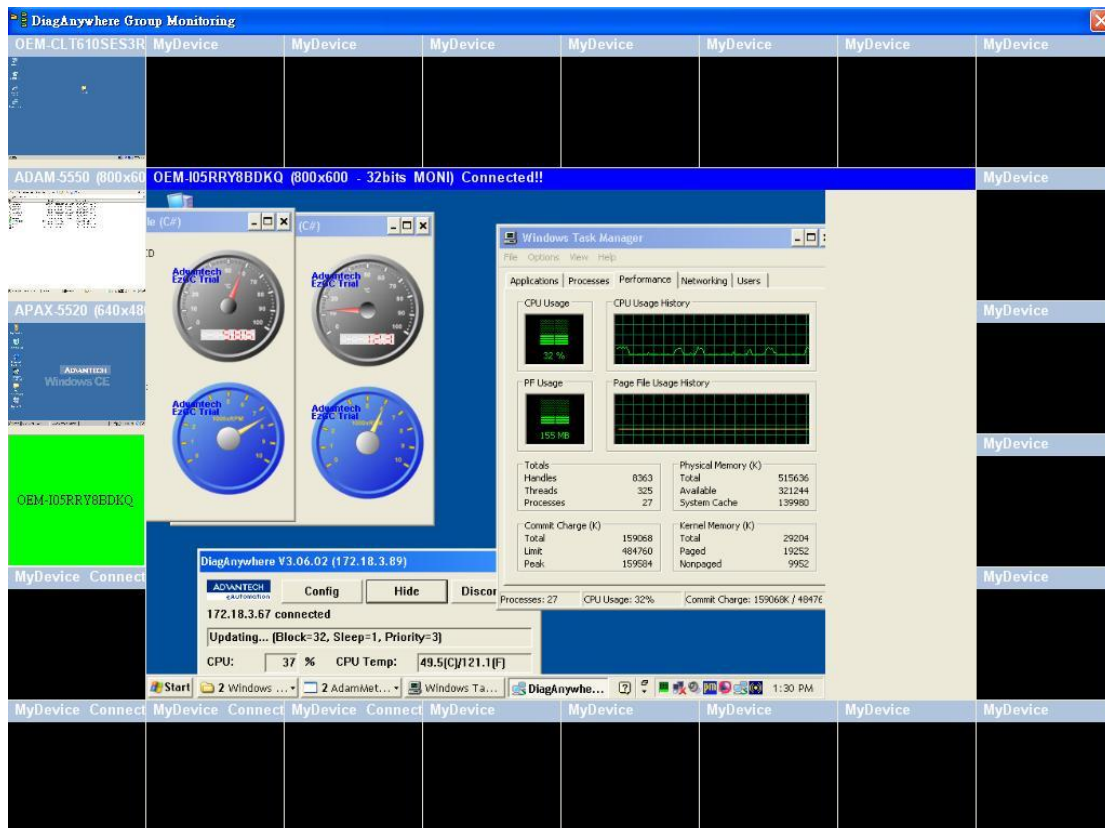 DiagAnywhere Group Monitoring
OEM-CLT610SES3R MyDevice MyDevice MyDevice MyDevice MyDevice MyDevice MyDevice
ADAM-5550 (800x60 OEM-I05RRY8BDKQ (800x600 - 32bits MONI) Connected!! MyDevice
APAX-5520 (640x48 MyDevice
ADVANTECH
Windows CE
OEM-I05RRY8BDKQ
MyDevice
MyDevice Connect
MyDevice
le (C#)
(C#)
Advantech
EzGC Trial
Advantech
EzGC Trial
Advantech
EzGC Trial
Advantech
EzGC Trial
Windows Task Manager
File Options View Help
Applications Processes Performance Networking Users
CPU Usage CPU Usage History
32 %
PF Usage Page File Usage History
155 MB
Totals
Handles 8363
Threads 325
Processes 27
Physical Memory (K)
Total 515636
Available 321244
System Cache 139980
Commit Charge (K)
Total 159068
Limit 484760
Peak 159584
Kernel Memory (K)
Total 29204
Paged 19252
Nonpaged 9952
Processes: 27 CPU Usage: 32% Commit Charge: 159068K / 48476
DiagAnywhere V3.06.02 (172.18.3.89)
ADVANTECH
eAutomation
Config Hide Discon
172.18.3.67 connected
Updating... (Block=32, Sleep=1, Priority=3)
CPU: 37 % CPU Temp: 49.5(C)/121.1(F)
Start 2 Windows ... 2 AdamMet... Windows Ta... DiagAnywhe... 1:30 PM
MyDevice Connect MyDevice Connect MyDevice Connect MyDevice MyDevice MyDevice MyDevice MyDevice